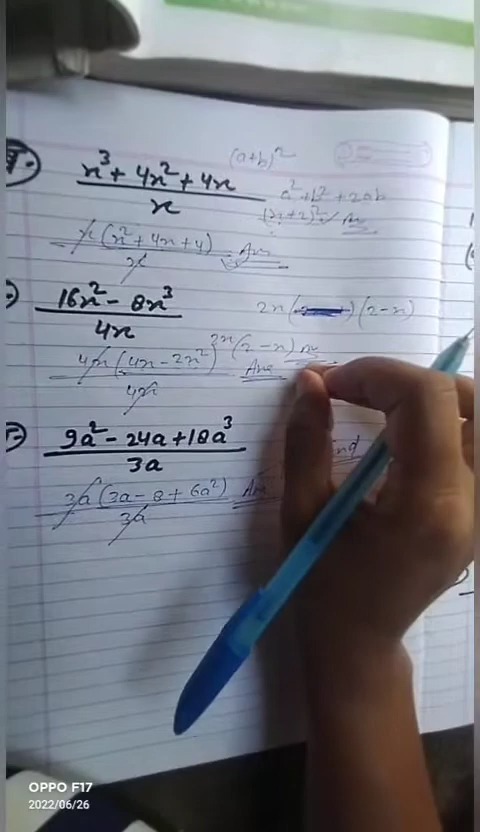 (a+b)²
x³ + 4x² + 4x
x
a² + b² + 2ab
(x+2)² Ans
x(x² + 4x + 4) Ans
x
16x² - 8x³
4x
2x( )(2-x)
4x(4x - 2x²) 2x(2-x) Ans
Ans
4x
9a² - 24a + 18a³
3a
3a(3a - 8 + 6a²) Ans
3a
OPPO F17
2022/06/26